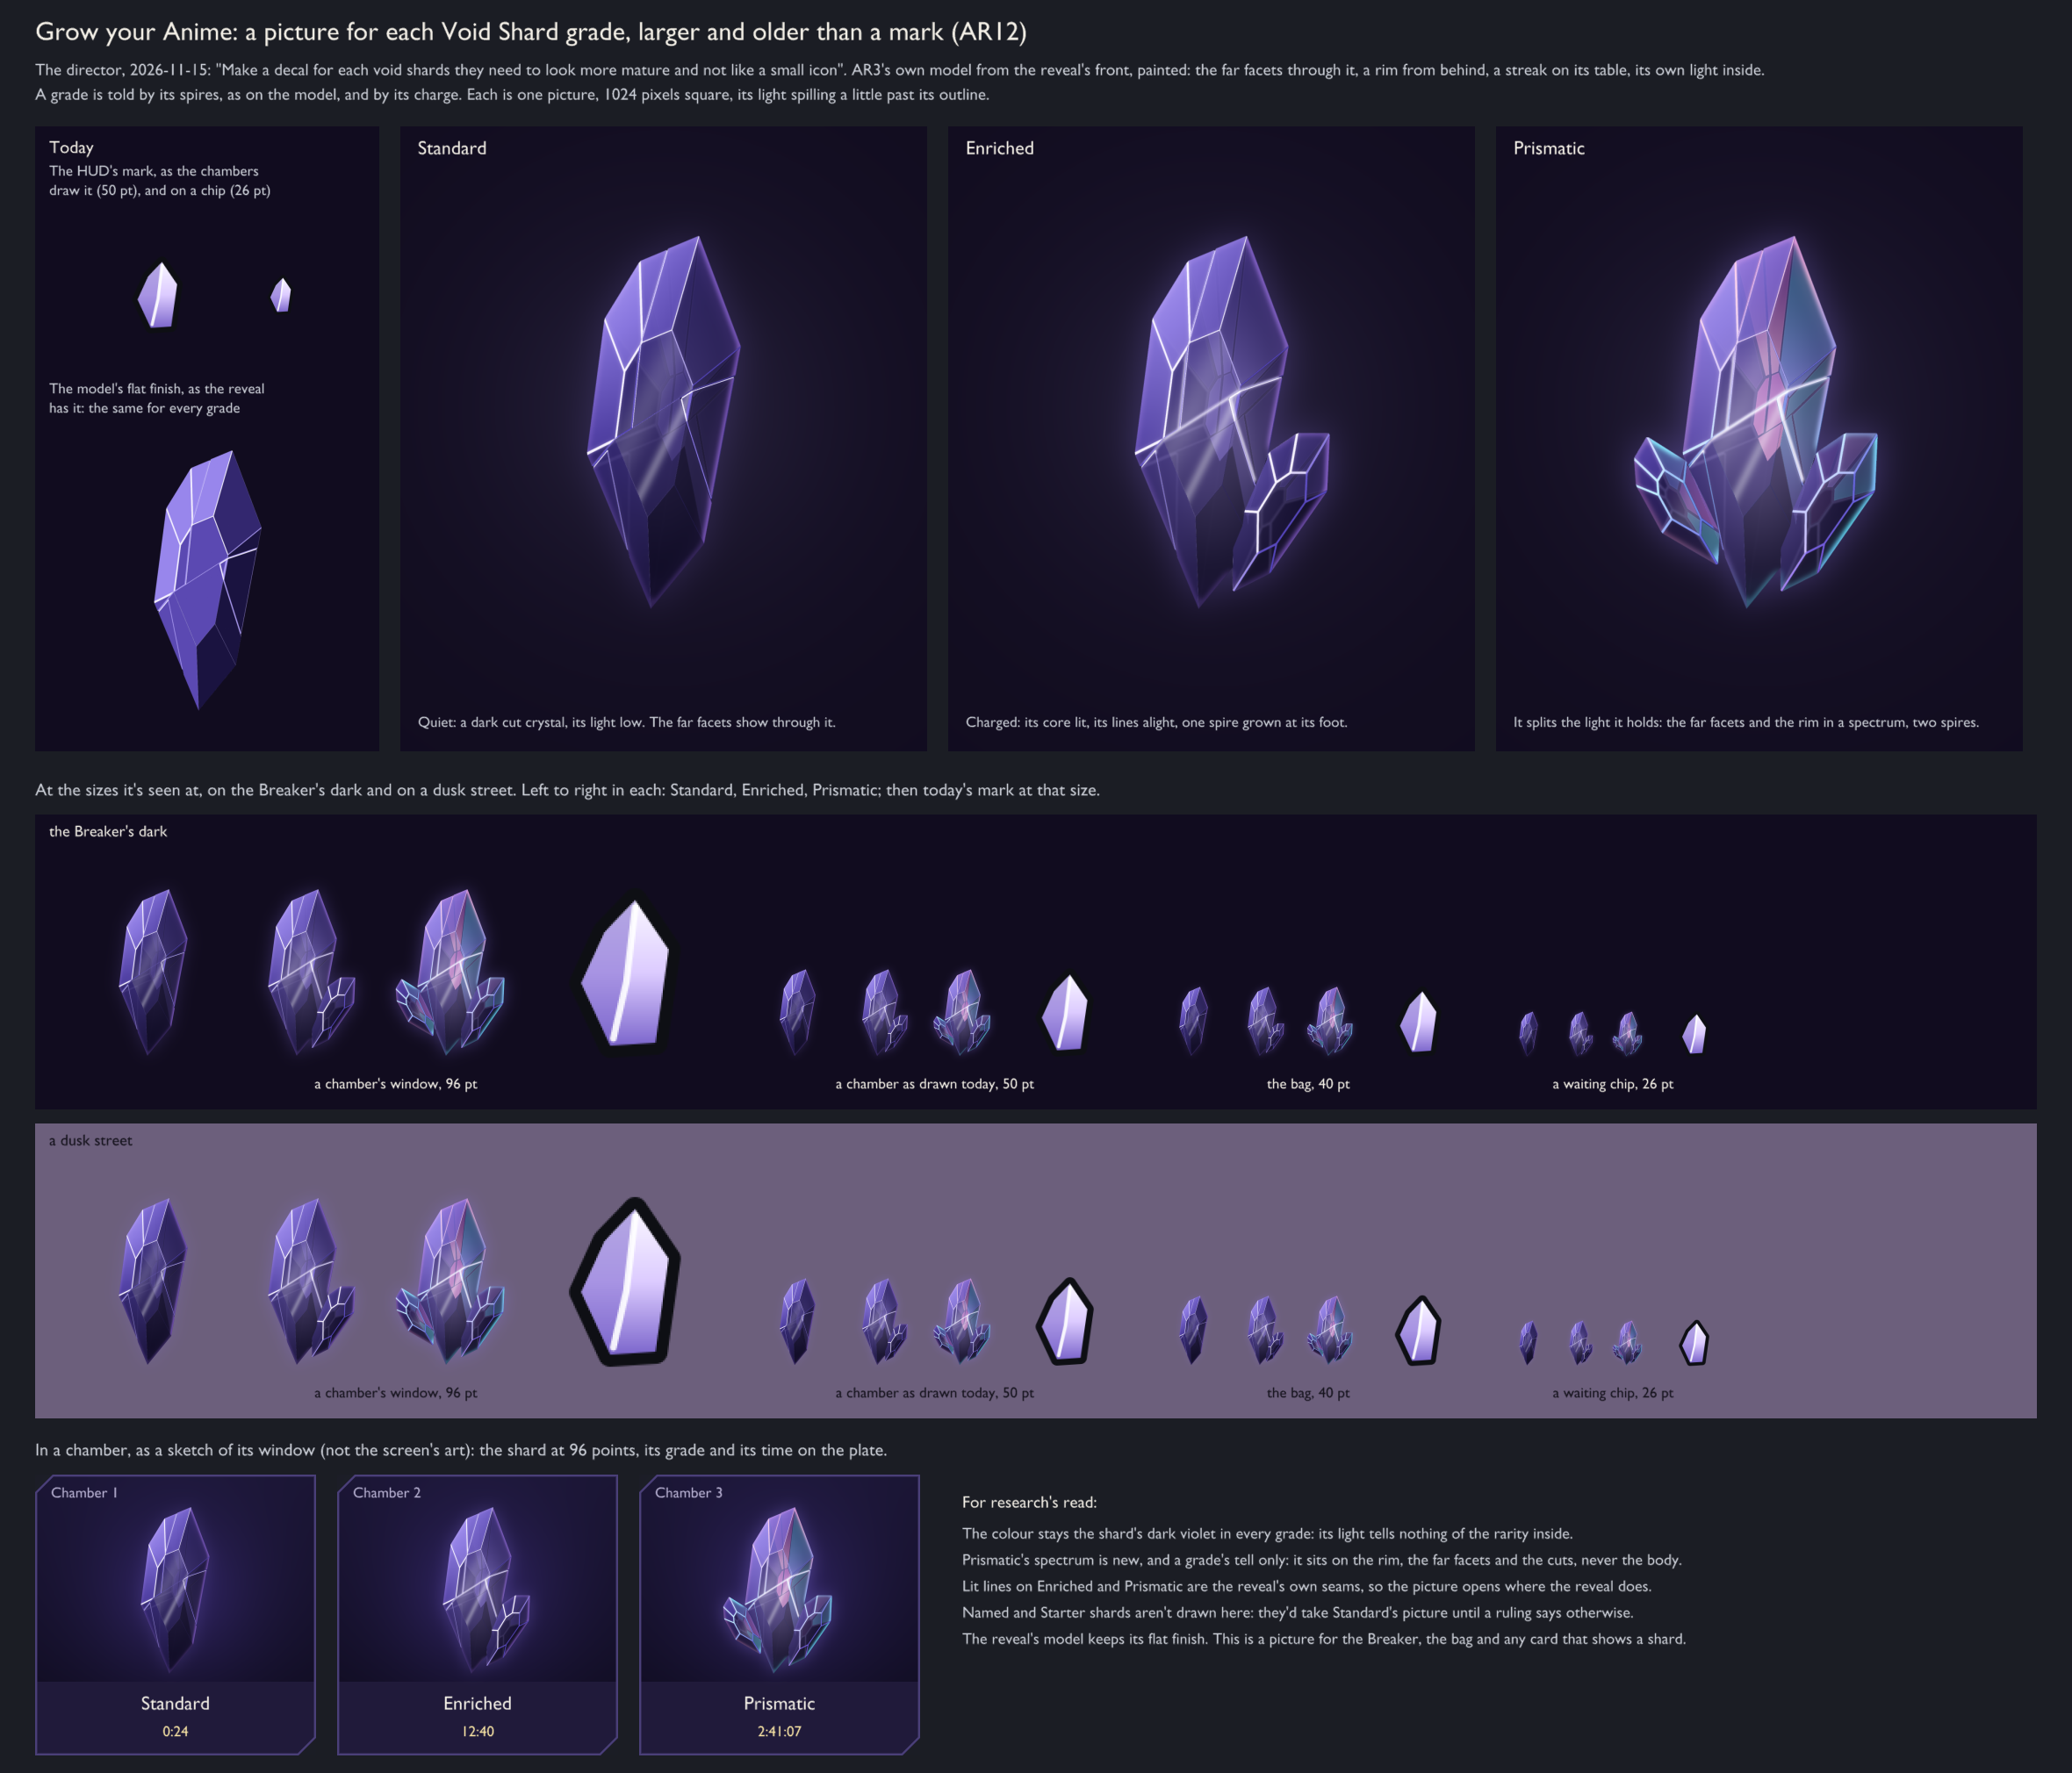 Grow your Anime: a picture for each Void Shard grade, larger and older than a mark (AR12)
The director, 2026-11-15: "Make a decal for each void shards they need to look more mature and not like a small icon". AR3's own model from the reveal's front, painted: the far facets through it, a rim from behind, a streak on its table, its own light inside.
A grade is told by its spires, as on the model, and by its charge. Each is one picture, 1024 pixels square, its light spilling a little past its outline.
Today
The HUD's mark, as the chambers
draw it (50 pt), and on a chip (26 pt)
The model's flat finish, as the reveal
has it: the same for every grade
Standard
Quiet: a dark cut crystal, its light low. The far facets show through it.
Enriched
Charged: its core lit, its lines alight, one spire grown at its foot.
Prismatic
It splits the light it holds: the far facets and the rim in a spectrum, two spires.
At the sizes it's seen at, on the Breaker's dark and on a dusk street. Left to right in each: Standard, Enriched, Prismatic; then today's mark at that size.
the Breaker's dark
a chamber's window, 96 pt
a chamber as drawn today, 50 pt
the bag, 40 pt
a waiting chip, 26 pt
a dusk street
a chamber's window, 96 pt
a chamber as drawn today, 50 pt
the bag, 40 pt
a waiting chip, 26 pt
In a chamber, as a sketch of its window (not the screen's art): the shard at 96 points, its grade and its time on the plate.
Chamber 1
Standard
0:24
Chamber 2
Enriched
12:40
Chamber 3
Prismatic
2:41:07
For research's read:
The colour stays the shard's dark violet in every grade: its light tells nothing of the rarity inside.
Prismatic's spectrum is new, and a grade's tell only: it sits on the rim, the far facets and the cuts, never the body.
Lit lines on Enriched and Prismatic are the reveal's own seams, so the picture opens where the reveal does.
Named and Starter shards aren't drawn here: they'd take Standard's picture until a ruling says otherwise.
The reveal's model keeps its flat finish. This is a picture for the Breaker, the bag and any card that shows a shard.